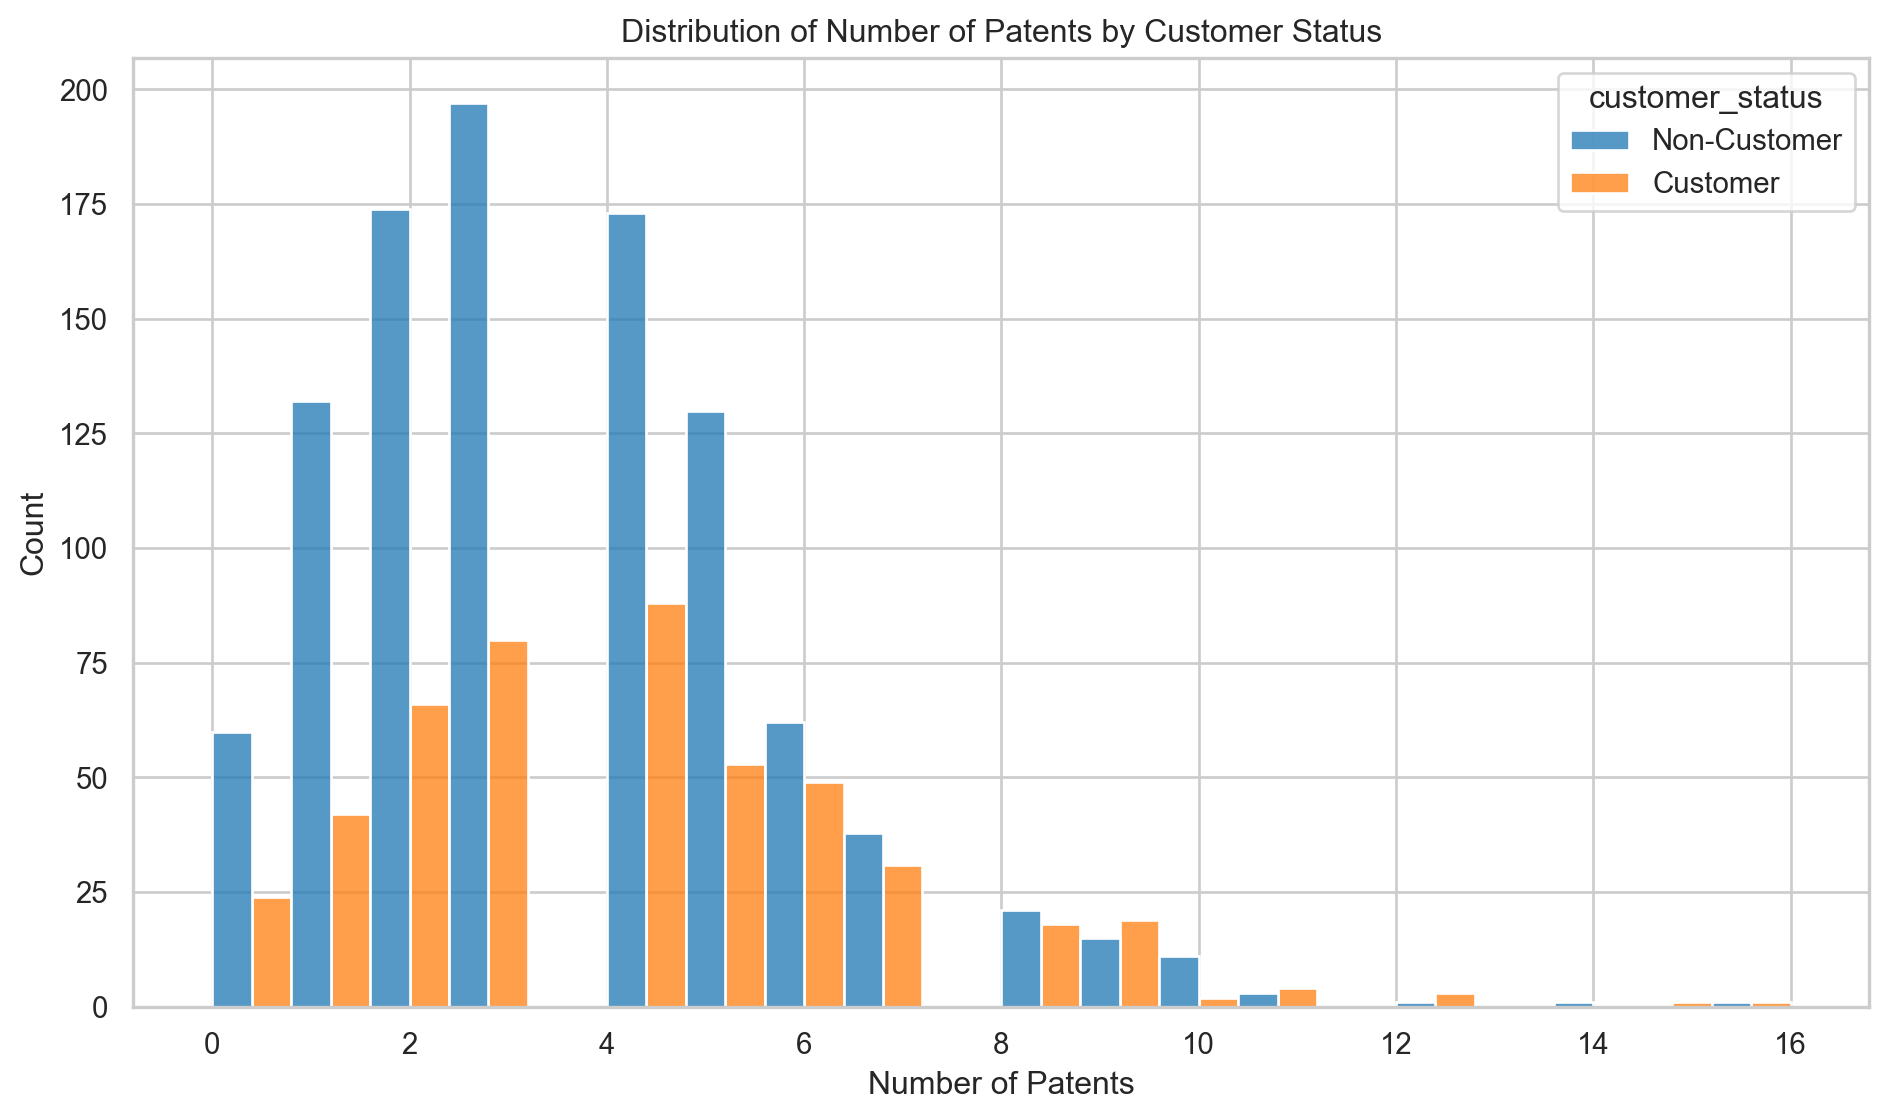 Distribution of Number of Patents by Customer Status
customer_status
Non-Customer
Customer
200
175
150
125
100
75
50
25
0
Count
0 2 4 6 8 10 12 14 16
Number of Patents